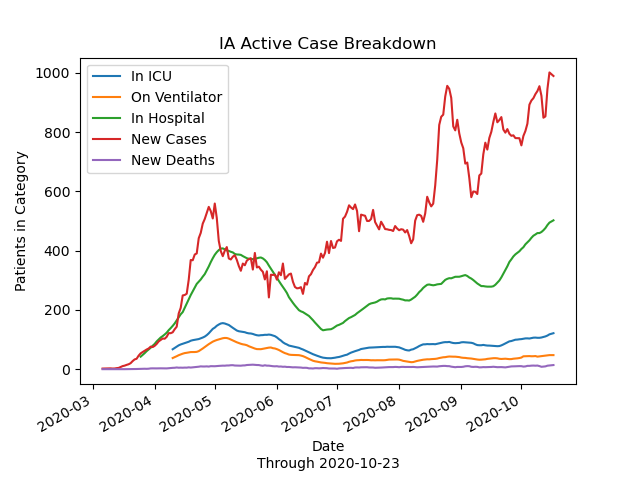 IA Active Case Breakdown
In ICU
On Ventilator
In Hospital
New Cases
New Deaths
1000
800
600
400
200
0
Patients in Category
2020-03
2020-04
2020-05
2020-06
2020-07
2020-08
2020-09
2020-10
Date
Through 2020-10-23